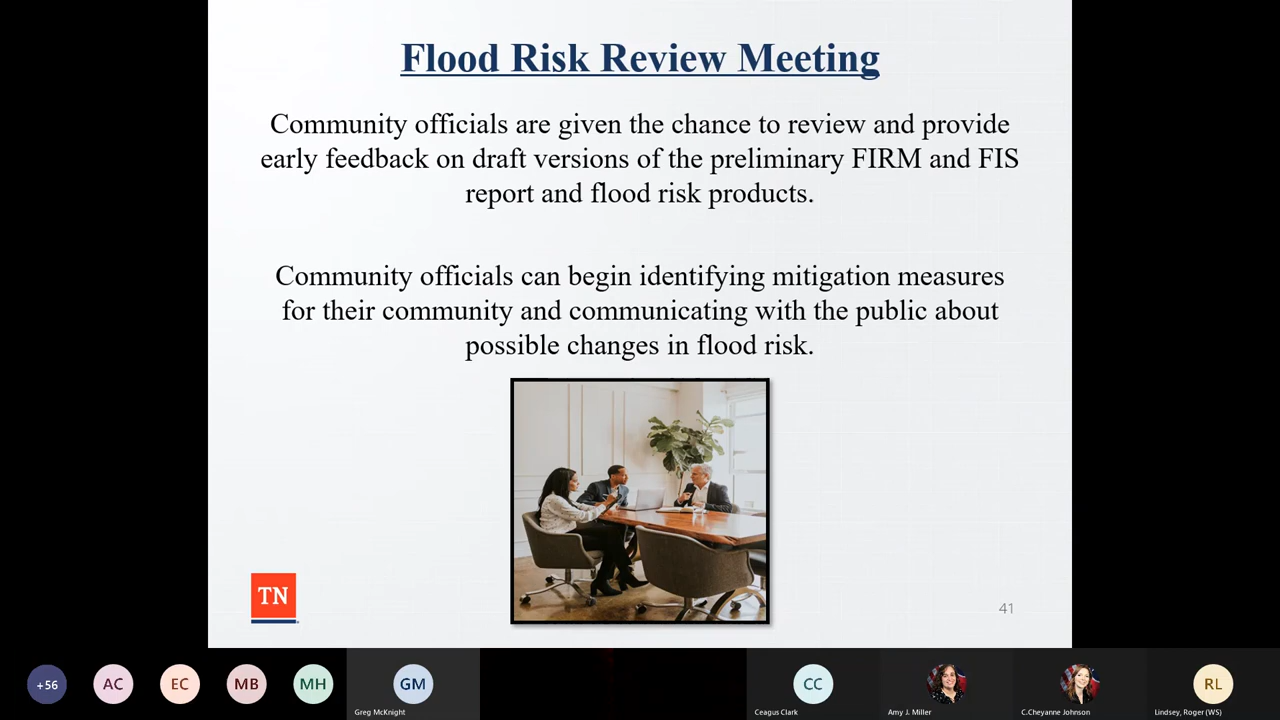 Flood Risk Review Meeting
Community officials are given the chance to review and provide
early feedback on draft versions of the preliminary FIRM and FIS
report and flood risk products.
Community officials can begin identifying mitigation measures
for their community and communicating with the public about
possible changes in flood risk.
TN
41
+56
AC
EC
MB
MH
GM
CC
RL
Greg McKnight
Ceagus Clark
Amy J. Miller
C.Cheyanne Johnson
Lindsey, Roger (WS)